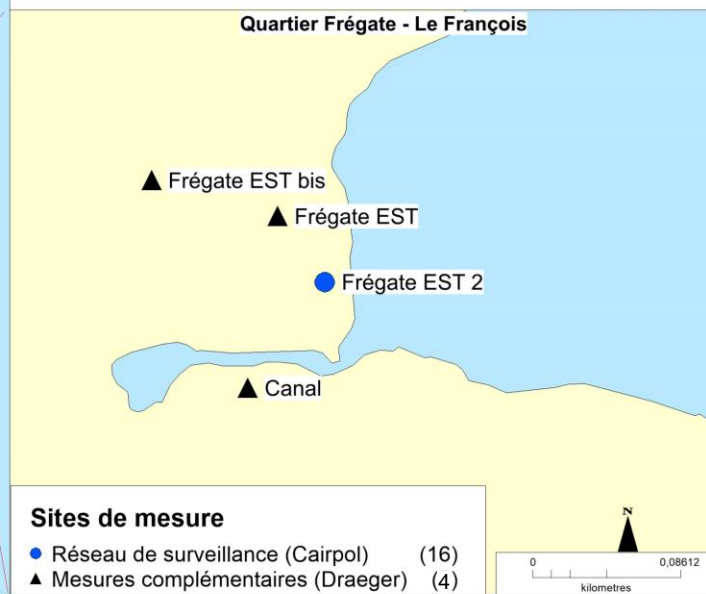 Quartier Frégate - Le François
Frégate EST bis
Frégate EST
Frégate EST 2
Canal
Sites de mesure
Réseau de surveillance (Cairpol) (16)
Mesures complémentaires (Draeger) (4)
N
0 0,08612
kilometres